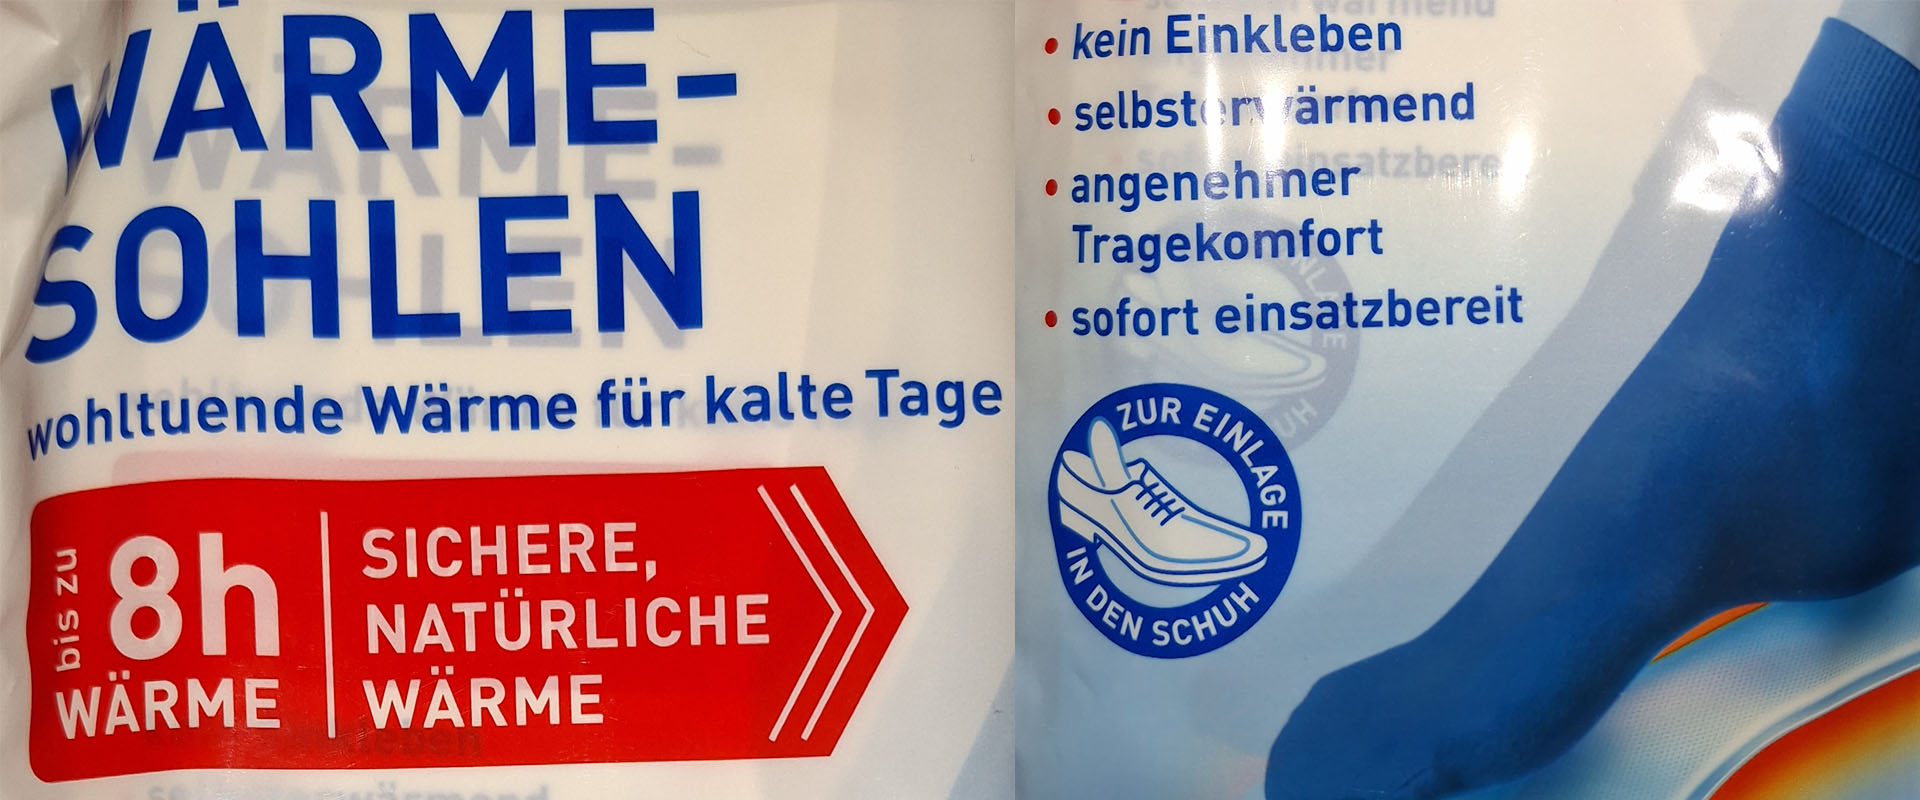 WÄRME-
SOHLEN
wohltuende Wärme für kalte Tage
bis zu
8h
WÄRME
SICHERE,
NATÜRLICHE
WÄRME
• kein Einkleben
• selbsterwärmend
• angenehmer
Tragekomfort
• sofort einsatzbereit
ZUR EINLAGE
IN DEN SCHUH